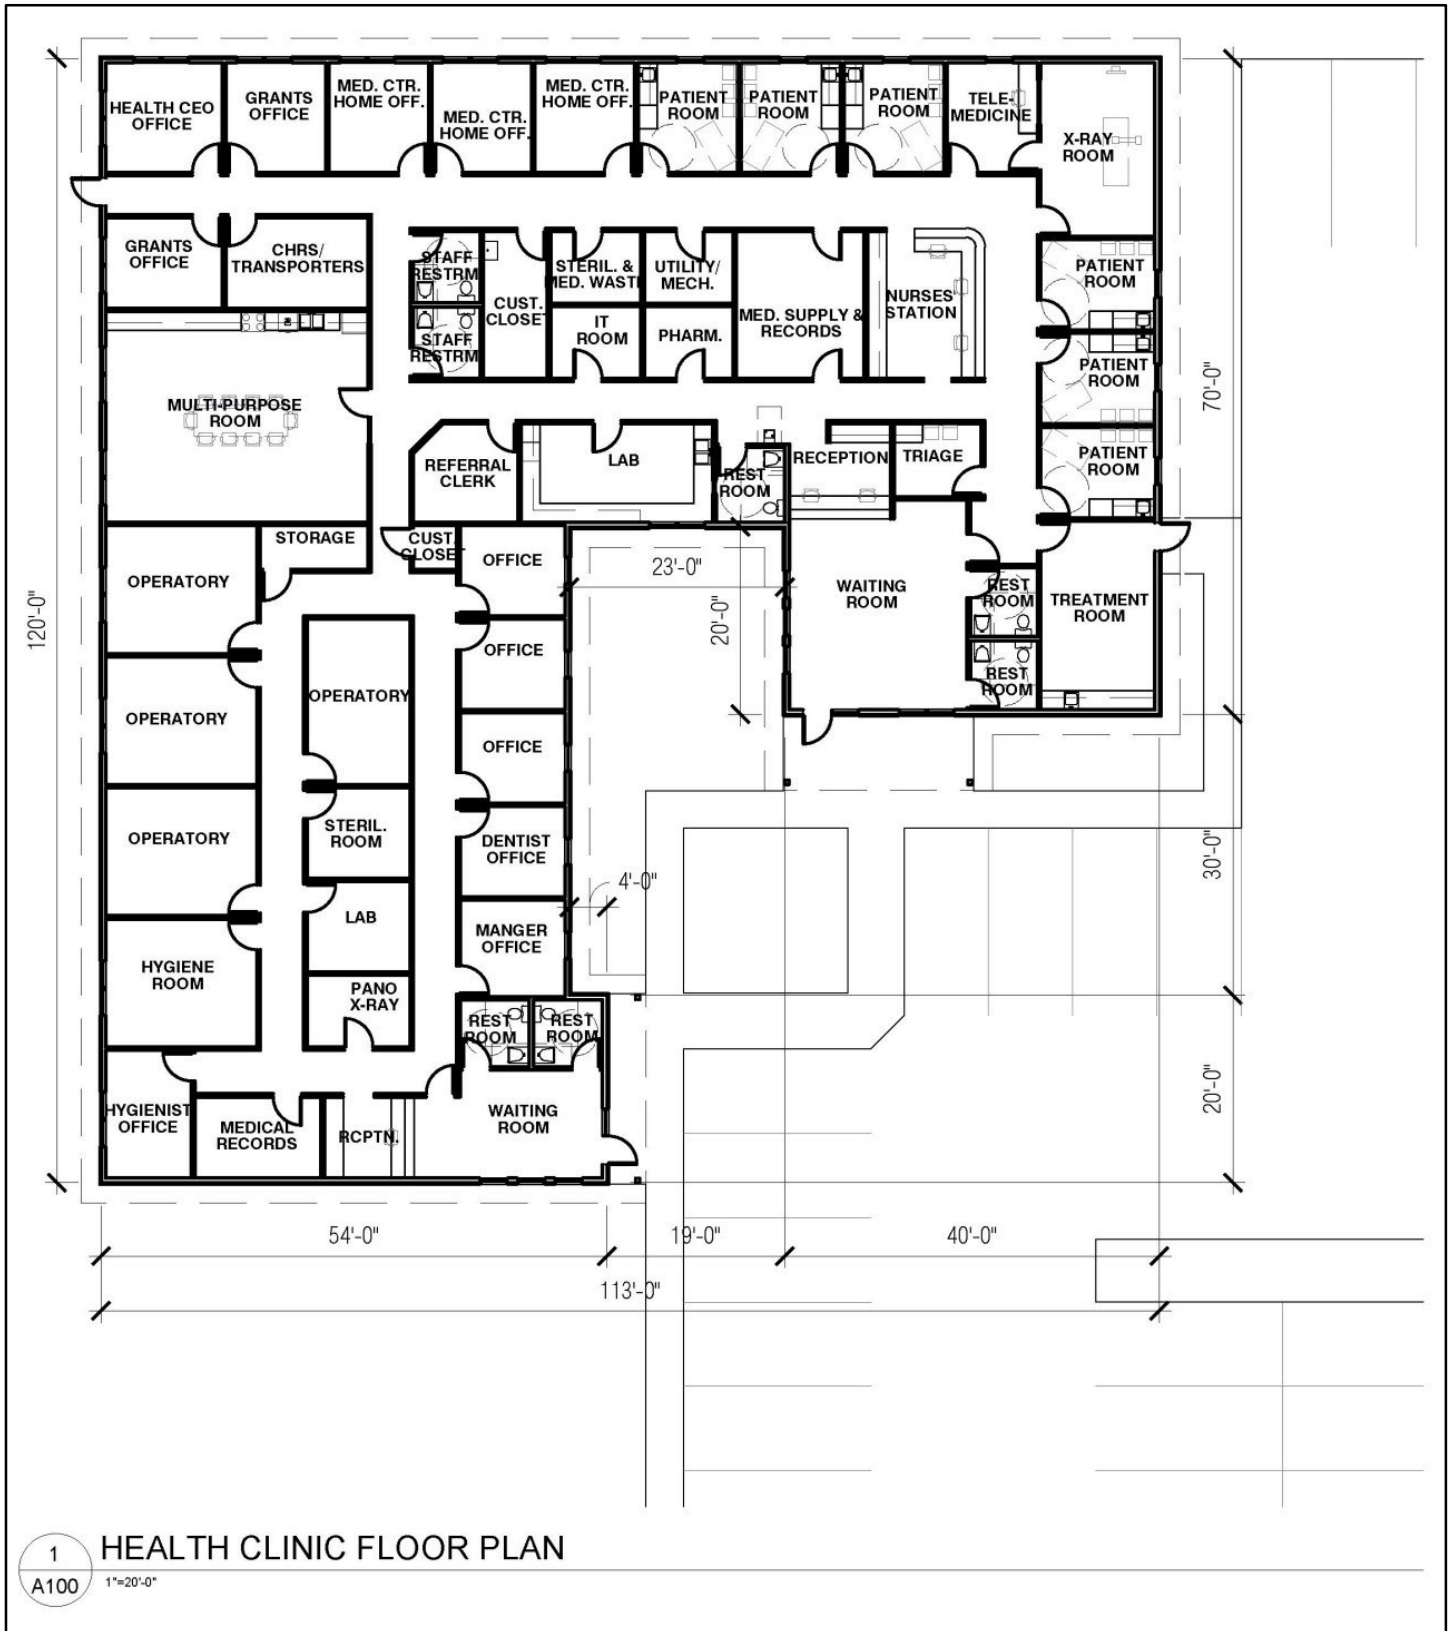 HEALTH CEO
OFFICE
GRANTS
OFFICE
MED. CTR.
HOME OFF.
MED. CTR.
HOME OFF.
MED. CTR.
HOME OFF.
PATIENT
ROOM
PATIENT
ROOM
PATIENT
ROOM
TELE-
MEDICINE
X-RAY
ROOM
GRANTS
OFFICE
CHRS/
TRANSPORTERS
STAFF
RESTRM
STAFF
RESTRM
CUST.
CLOSET
STERIL. &
MED. WASTE
UTILITY/
MECH.
IT
ROOM
PHARM.
MED. SUPPLY &
RECORDS
NURSES'
STATION
PATIENT
ROOM
PATIENT
ROOM
PATIENT
ROOM
70'-0"
MULTI-PURPOSE
ROOM
REFERRAL
CLERK
LAB
REST
ROOM
RECEPTION
TRIAGE
STORAGE
CUST.
CLOSET
OFFICE
OPERATORY
23'-0"
20'-0"
WAITING
ROOM
REST
ROOM
REST
ROOM
TREATMENT
ROOM
120'-0"
OFFICE
OPERATORY
OPERATORY
OFFICE
OPERATORY
STERIL.
ROOM
DENTIST
OFFICE
4'-0"
30'-0"
LAB
MANGER
OFFICE
HYGIENE
ROOM
PANO
X-RAY
REST
ROOM
REST
ROOM
20'-0"
HYGIENIST
OFFICE
MEDICAL
RECORDS
RCPTN.
WAITING
ROOM
54'-0"
19'-0"
40'-0"
113'-0"
1
A100
HEALTH CLINIC FLOOR PLAN
1"=20'-0"